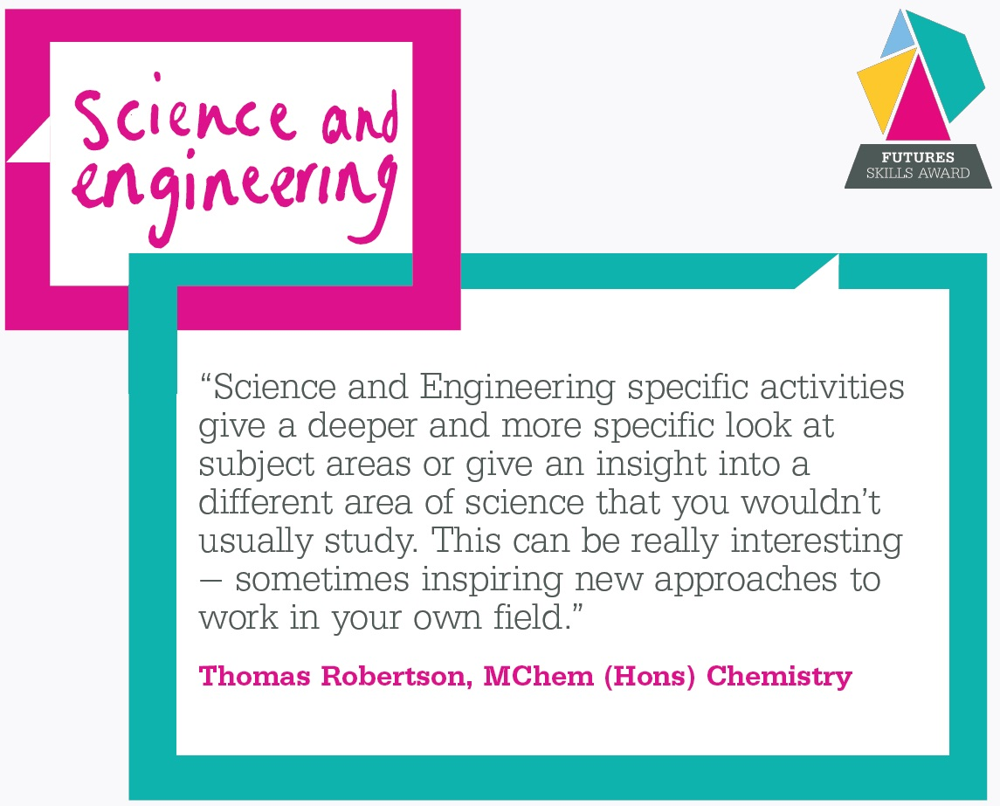 Science and
engineering
FUTURES
SKILLS AWARD
“Science and Engineering specific activities
give a deeper and more specific look at
subject areas or give an insight into a
different area of science that you wouldn’t
usually study. This can be really interesting
– sometimes inspiring new approaches to
work in your own field.”
Thomas Robertson, MChem (Hons) Chemistry